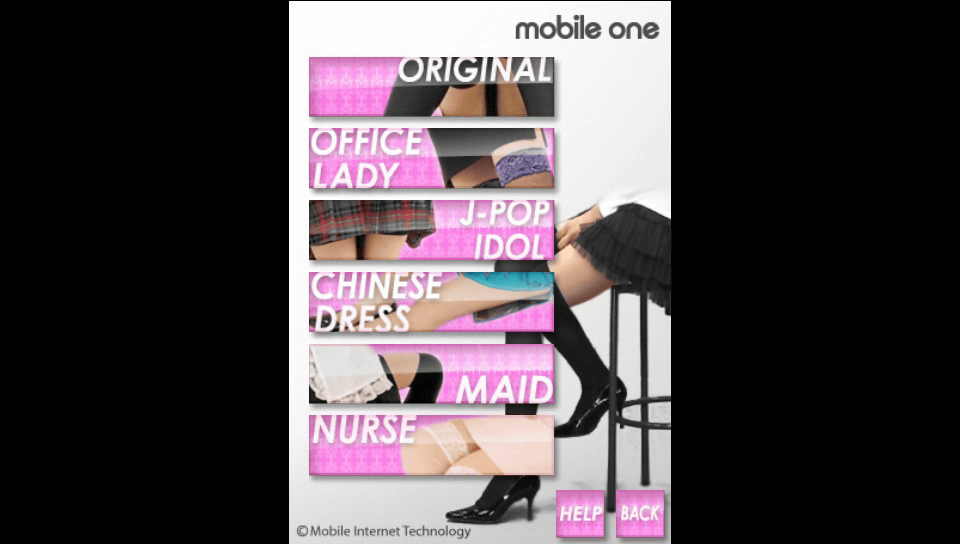 mobile one
ORIGINAL
OFFICE
LADY
J-POP
IDOL
CHINESE
DRESS
MAID
NURSE
HELP
BACK
© Mobile Internet Technology